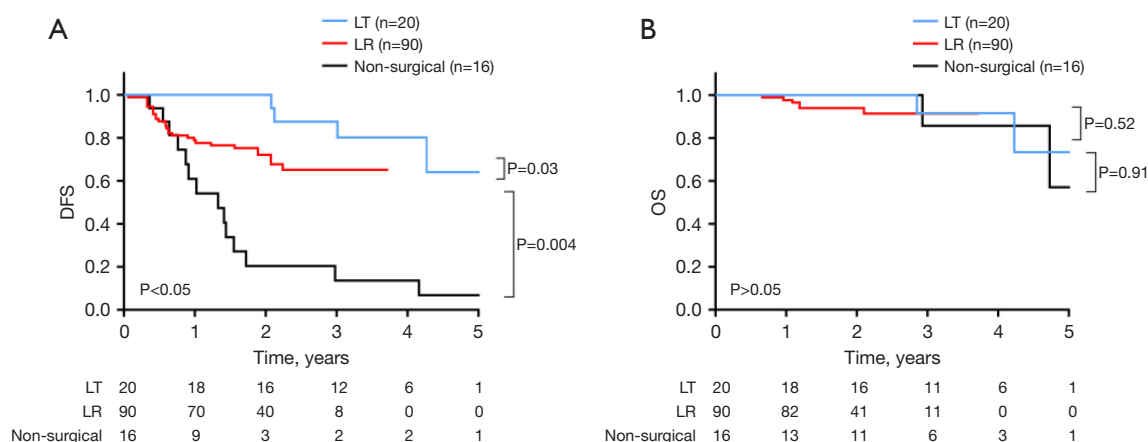 A
LT (n=20)
LR (n=90)
Non-surgical (n=16)
DFS
1.0
0.8
0.6
0.4
0.2
0.0
P=0.03
P=0.004
P<0.05
0 1 2 3 4 5
Time, years
LT 20 18 16 12 6 1
LR 90 70 40 8 0 0
Non-surgical 16 9 3 2 2 1
B
LT (n=20)
LR (n=90)
Non-surgical (n=16)
OS
1.0
0.8
0.6
0.4
0.2
0.0
P=0.52
P=0.91
P>0.05
0 1 2 3 4 5
Time, years
LT 20 18 16 11 6 1
LR 90 82 41 11 0 0
Non-surgical 16 13 11 6 3 1